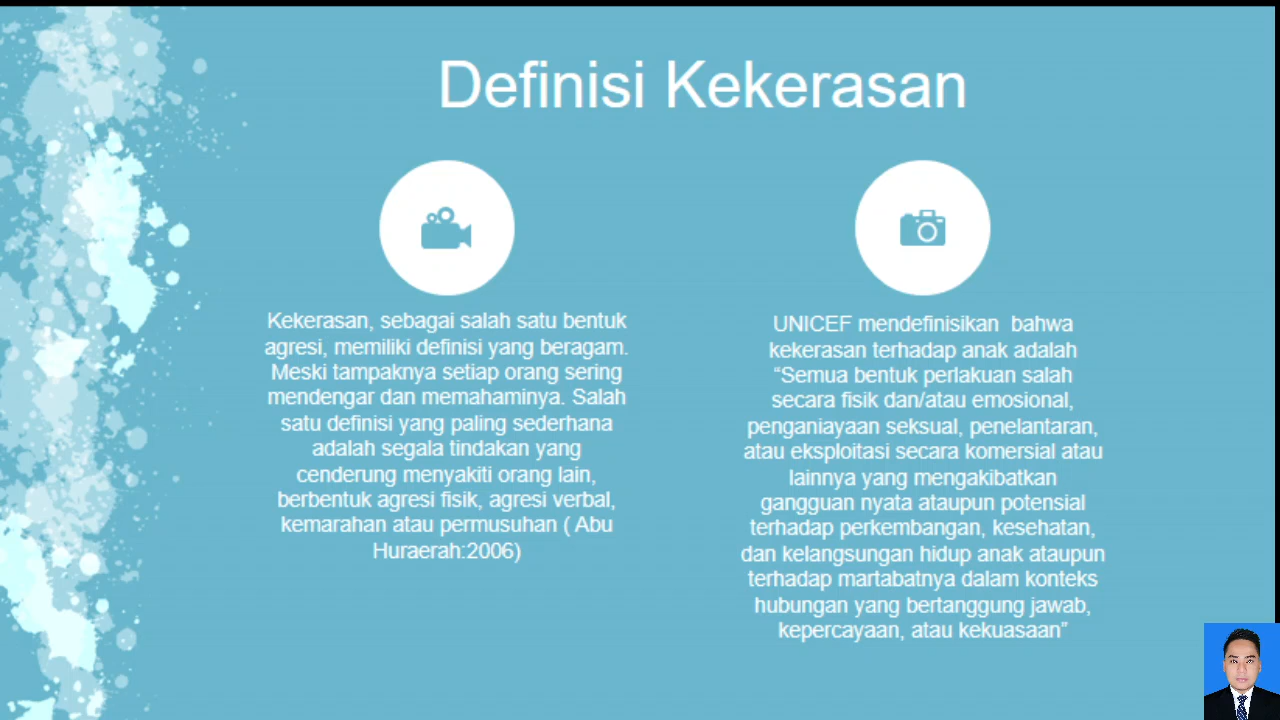 Definisi Kekerasan
Kekerasan, sebagai salah satu bentuk
agresi, memiliki definisi yang beragam.
Meski tampaknya setiap orang sering
mendengar dan memahaminya. Salah
satu definisi yang paling sederhana
adalah segala tindakan yang
cenderung menyakiti orang lain,
berbentuk agresi fisik, agresi verbal,
kemarahan atau permusuhan ( Abu
Huraerah:2006)
UNICEF mendefinisikan  bahwa
kekerasan terhadap anak adalah
“Semua bentuk perlakuan salah
secara fisik dan/atau emosional,
penganiayaan seksual, penelantaran,
atau eksploitasi secara komersial atau
lainnya yang mengakibatkan
gangguan nyata ataupun potensial
terhadap perkembangan, kesehatan,
dan kelangsungan hidup anak ataupun
terhadap martabatnya dalam konteks
hubungan yang bertanggung jawab,
kepercayaan, atau kekuasaan”